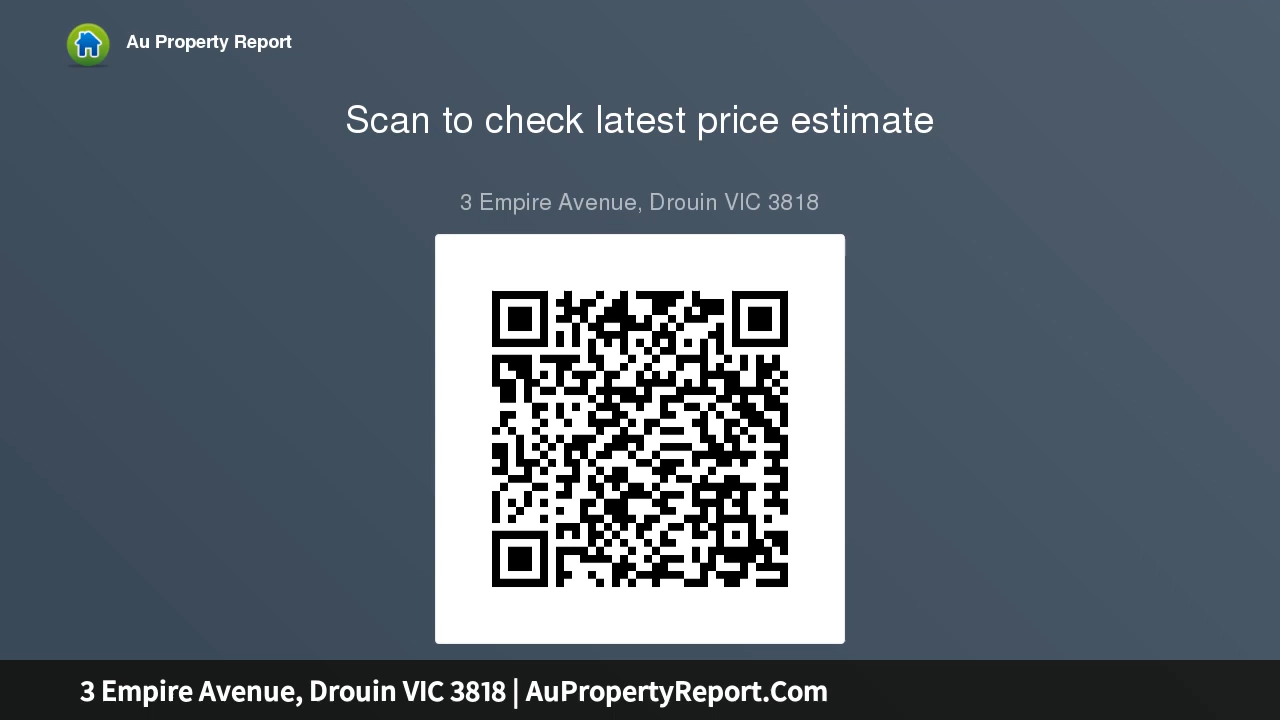 Au Property Report
Scan to check latest price estimate
3 Empire Avenue, Drouin VIC 3818
3 Empire Avenue, Drouin VIC 3818 | AuPropertyReport.Com